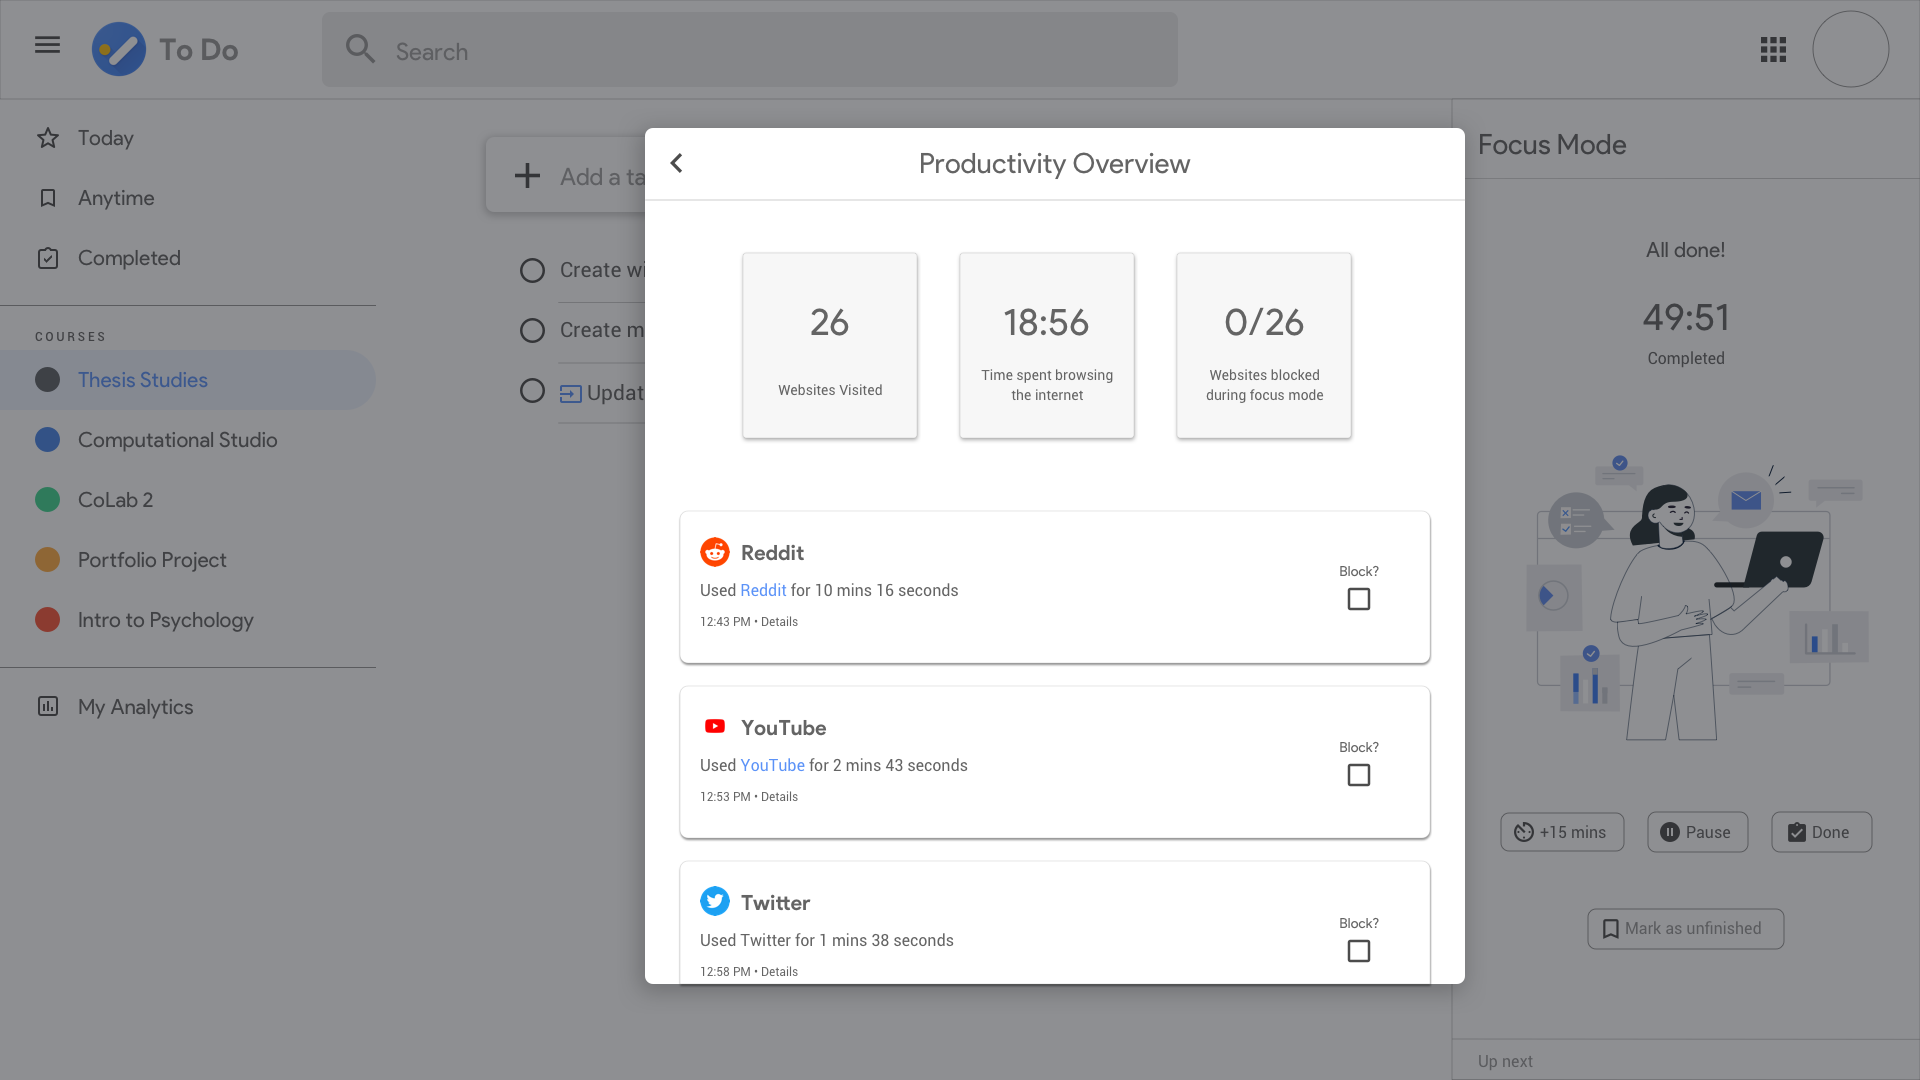 To Do
Search
Today
Anytime
Completed
COURSES
Thesis Studies
Computational Studio
CoLab 2
Portfolio Project
Intro to Psychology
My Analytics
Add a ta
Create wi
Create m
Updat
Productivity Overview
26
Websites Visited
18:56
Time spent browsing
the internet
0/26
Websites blocked
during focus mode
Reddit
Used Reddit for 10 mins 16 seconds
12:43 PM • Details
Block?
YouTube
Used YouTube for 2 mins 43 seconds
12:53 PM • Details
Block?
Twitter
Used Twitter for 1 mins 38 seconds
12:58 PM • Details
Block?
Focus Mode
All done!
49:51
Completed
+15 mins
Pause
Done
Mark as unfinished
Up next